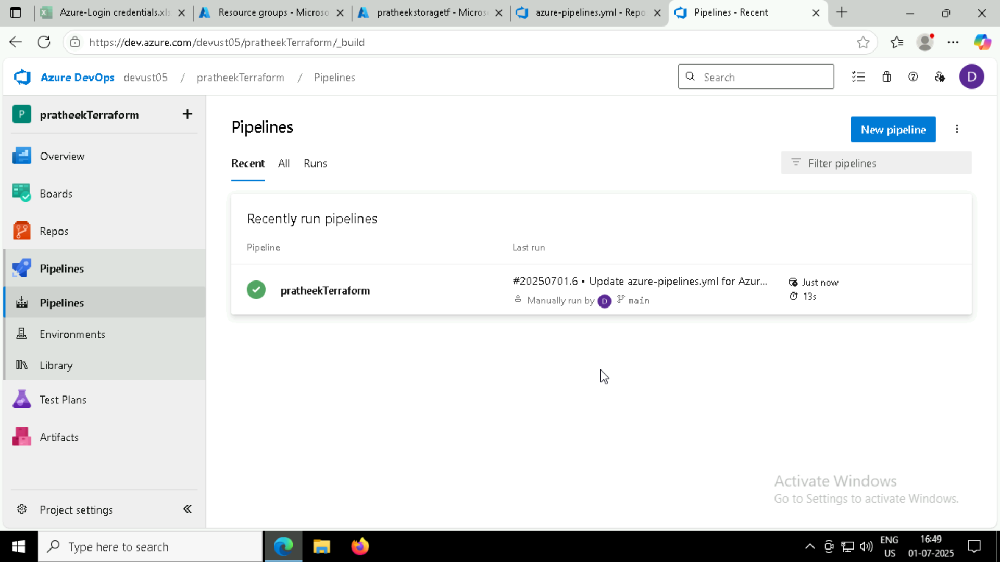 Azure-Login credentials.xls
Resource groups - Microso
pratheekstoragetf - Micros
azure-pipelines.yml - Repo
Pipelines - Recent
https://dev.azure.com/devust05/pratheekTerraform/_build
Azure DevOps devust05 / pratheekTerraform / Pipelines
Search
D
P pratheekTerraform +
Overview
Boards
Repos
Pipelines
Pipelines
Environments
Library
Test Plans
Artifacts
Project settings
Pipelines
New pipeline
Recent All Runs
Filter pipelines
Recently run pipelines
Pipeline Last run
pratheekTerraform
#20250701.6 • Update azure-pipelines.yml for Azur...
Manually run by D main
Just now
13s
Activate Windows
Go to Settings to activate Windows.
Type here to search
ENG
US
16:49
01-07-2025